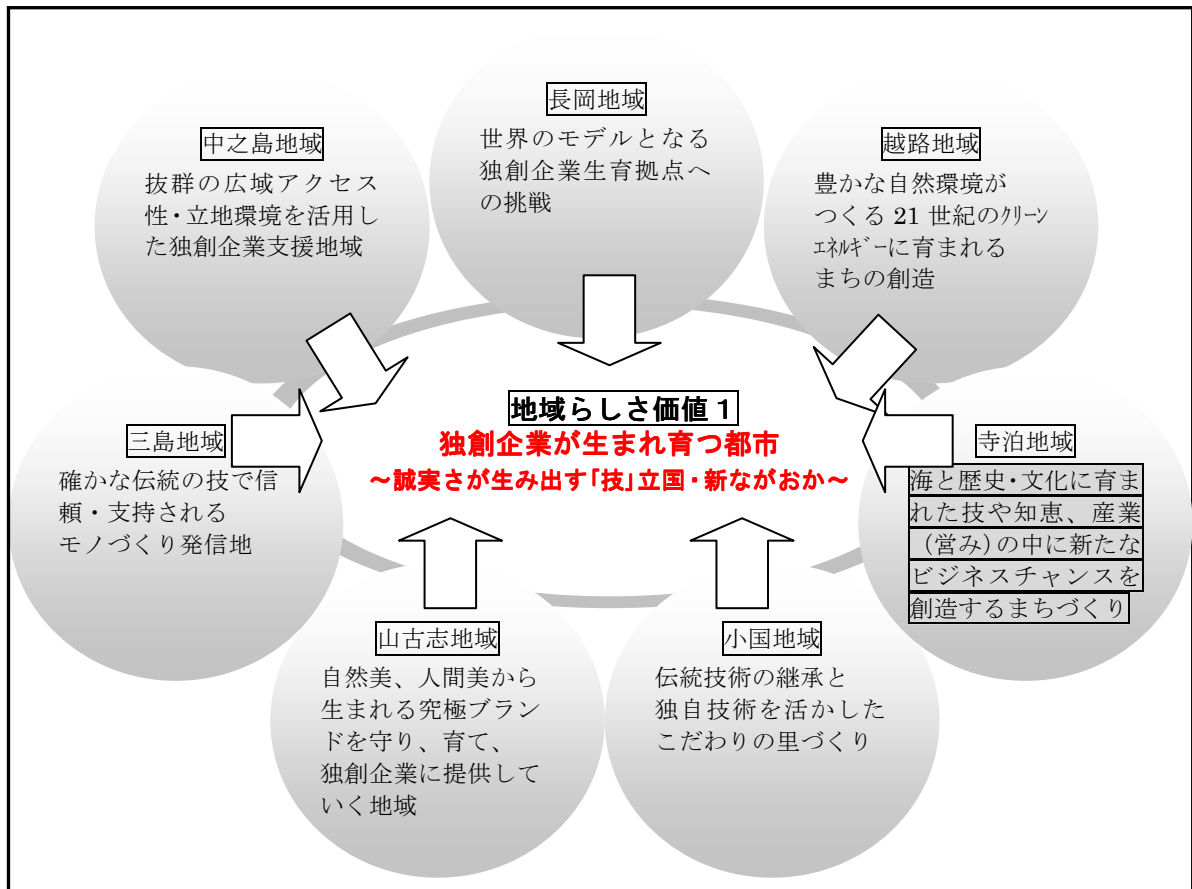 長岡地域
世界のモデルとなる
独創企業生育拠点へ
の挑戦
中之島地域
抜群の広域アクセス
性・立地環境を活用し
た独創企業支援地域
越路地域
豊かな自然環境が
つくる 21 世紀のｸﾘｰﾝ
ｴﾈﾙｷﾞｰに育まれる
まちの創造
地域らしさ価値１
独創企業が生まれ育つ都市
～誠実さが生み出す「技」立国・新ながおか～
三島地域
確かな伝統の技で信
頼・支持される
モノづくり発信地
寺泊地域
海と歴史・文化に育ま
れた技や知恵、産業
（営み）の中に新たな
ビジネスチャンスを
創造するまちづくり
山古志地域
自然美、人間美から
生まれる究極ブラン
ドを守り、育て、
独創企業に提供して
いく地域
小国地域
伝統技術の継承と
独自技術を活かした
こだわりの里づくり